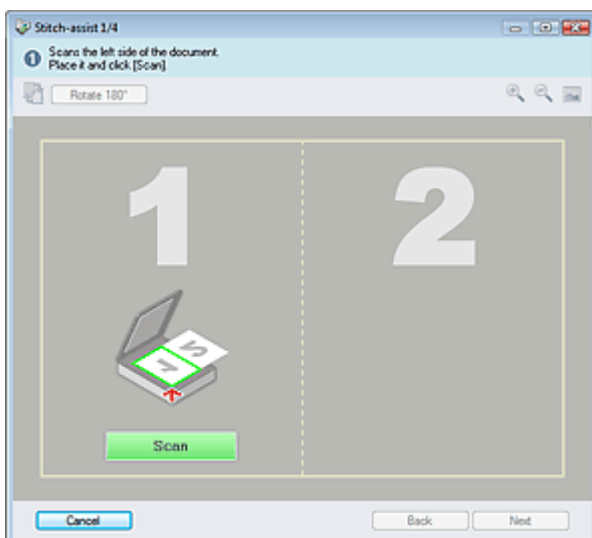 Stitch-assist 1/4
Scans the left side of the document.
Place it and click [Scan]
Rotate 180°
1 2
Scan
Cancel Back Next